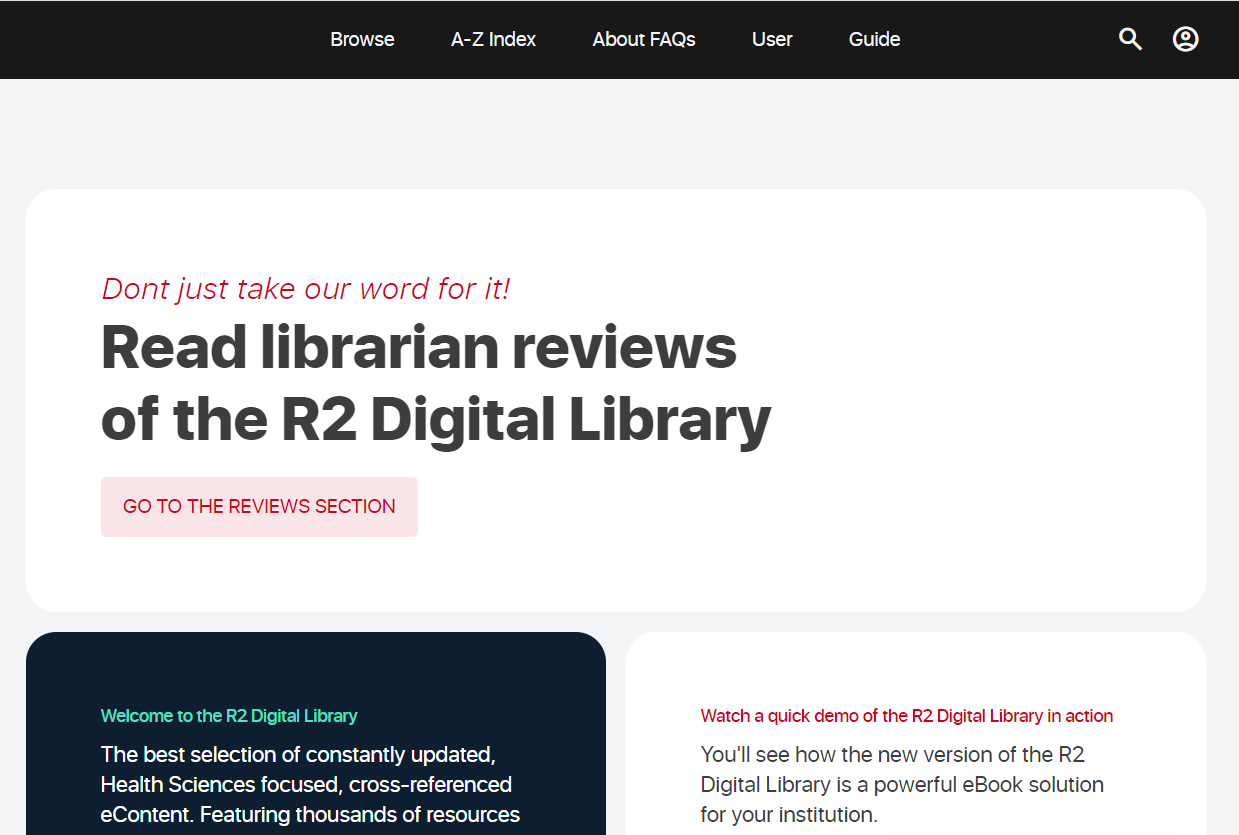 Browse
A-Z Index
About FAQs
User
Guide
Dont just take our word for it!
Read librarian reviews
of the R2 Digital Library
GO TO THE REVIEWS SECTION
Welcome to the R2 Digital Library
The best selection of constantly updated,
Health Sciences focused, cross-referenced
eContent. Featuring thousands of resources
Watch a quick demo of the R2 Digital Library in action
You'll see how the new version of the R2
Digital Library is a powerful eBook solution
for your institution.